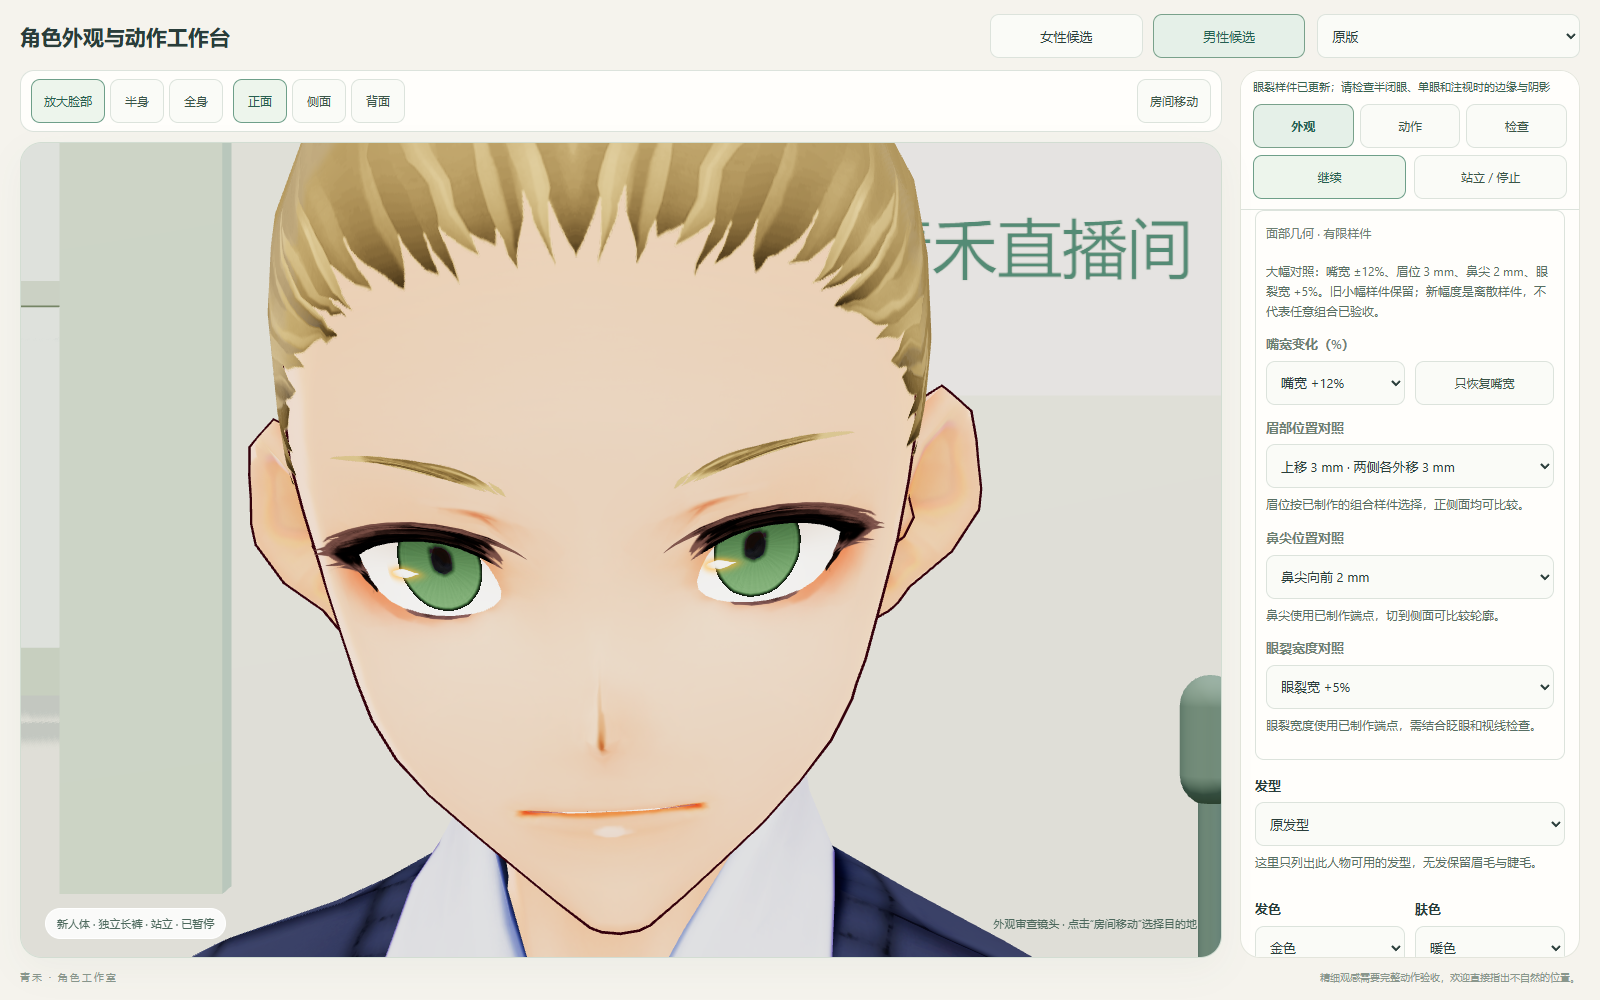 角色外观与动作工作台
女性候选
男性候选
原版
放大脸部
半身
全身
正面
侧面
背面
房间移动
禾直播间
新人体 · 独立长裤 · 站立 · 已暂停
外观审查镜头 · 点击“房间移动”选择目的地
眼裂样件已更新；请检查半闭眼、单眼和注视时的边缘与阴影
外观
动作
检查
继续
站立 / 停止
面部几何 · 有限样件
大幅对照：嘴宽 ±12%、眉位 3 mm、鼻尖 2 mm、眼
裂宽 +5%。旧小幅样件保留；新幅度是离散样件，不
代表任意组合已验收。
嘴宽变化（%）
嘴宽 +12%
只恢复嘴宽
眉部位置对照
上移 3 mm · 两侧各外移 3 mm
眉位按已制作的组合样件选择，正侧面均可比较。
鼻尖位置对照
鼻尖向前 2 mm
鼻尖使用已制作端点，切到侧面可比较轮廓。
眼裂宽度对照
眼裂宽 +5%
眼裂宽度使用已制作端点，需结合眨眼和视线检查。
发型
原发型
这里只列出此人物可用的发型，无发保留眉毛与睫毛。
发色
肤色
金色
暖色
青禾 · 角色工作室
精细观感需要完整动作验收，欢迎直接指出不自然的位置。